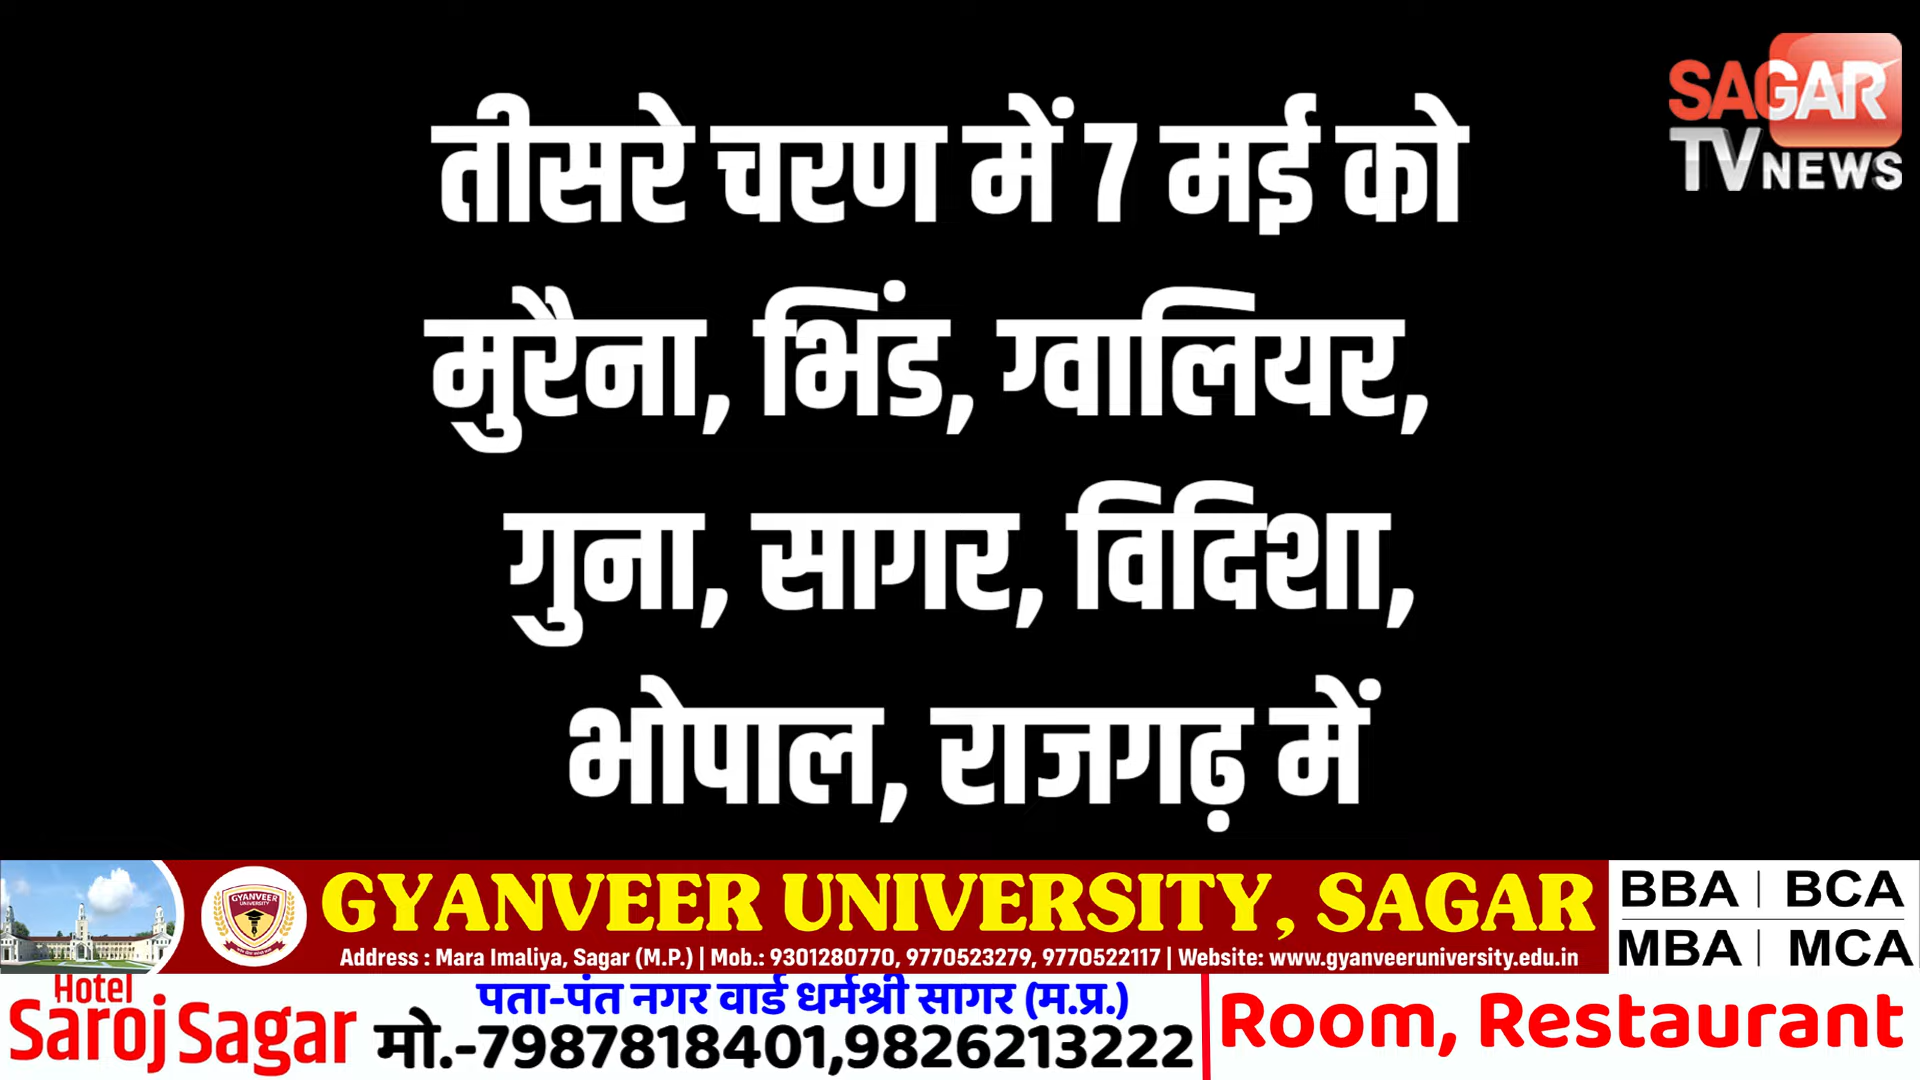 तीसरे चरण में 7 मई को
मुरैना, भिंड, ग्वालियर,
गुना, सागर, विदिशा,
भोपाल, राजगढ़ में
SAGAR
TV NEWS
GYANVEER UNIVERSITY
GYANVEER UNIVERSITY, SAGAR
Address : Mara Imaliya, Sagar (M.P.) | Mob.: 9301280770, 9770523279, 9770522117 | Website: www.gyanveeruniversity.edu.in
BBA | BCA
MBA | MCA
Hotel
Saroj Sagar
पता-पंत नगर वार्ड धर्मश्री सागर (म.प्र.)
मो.-7987818401,9826213222
Room, Restaurant